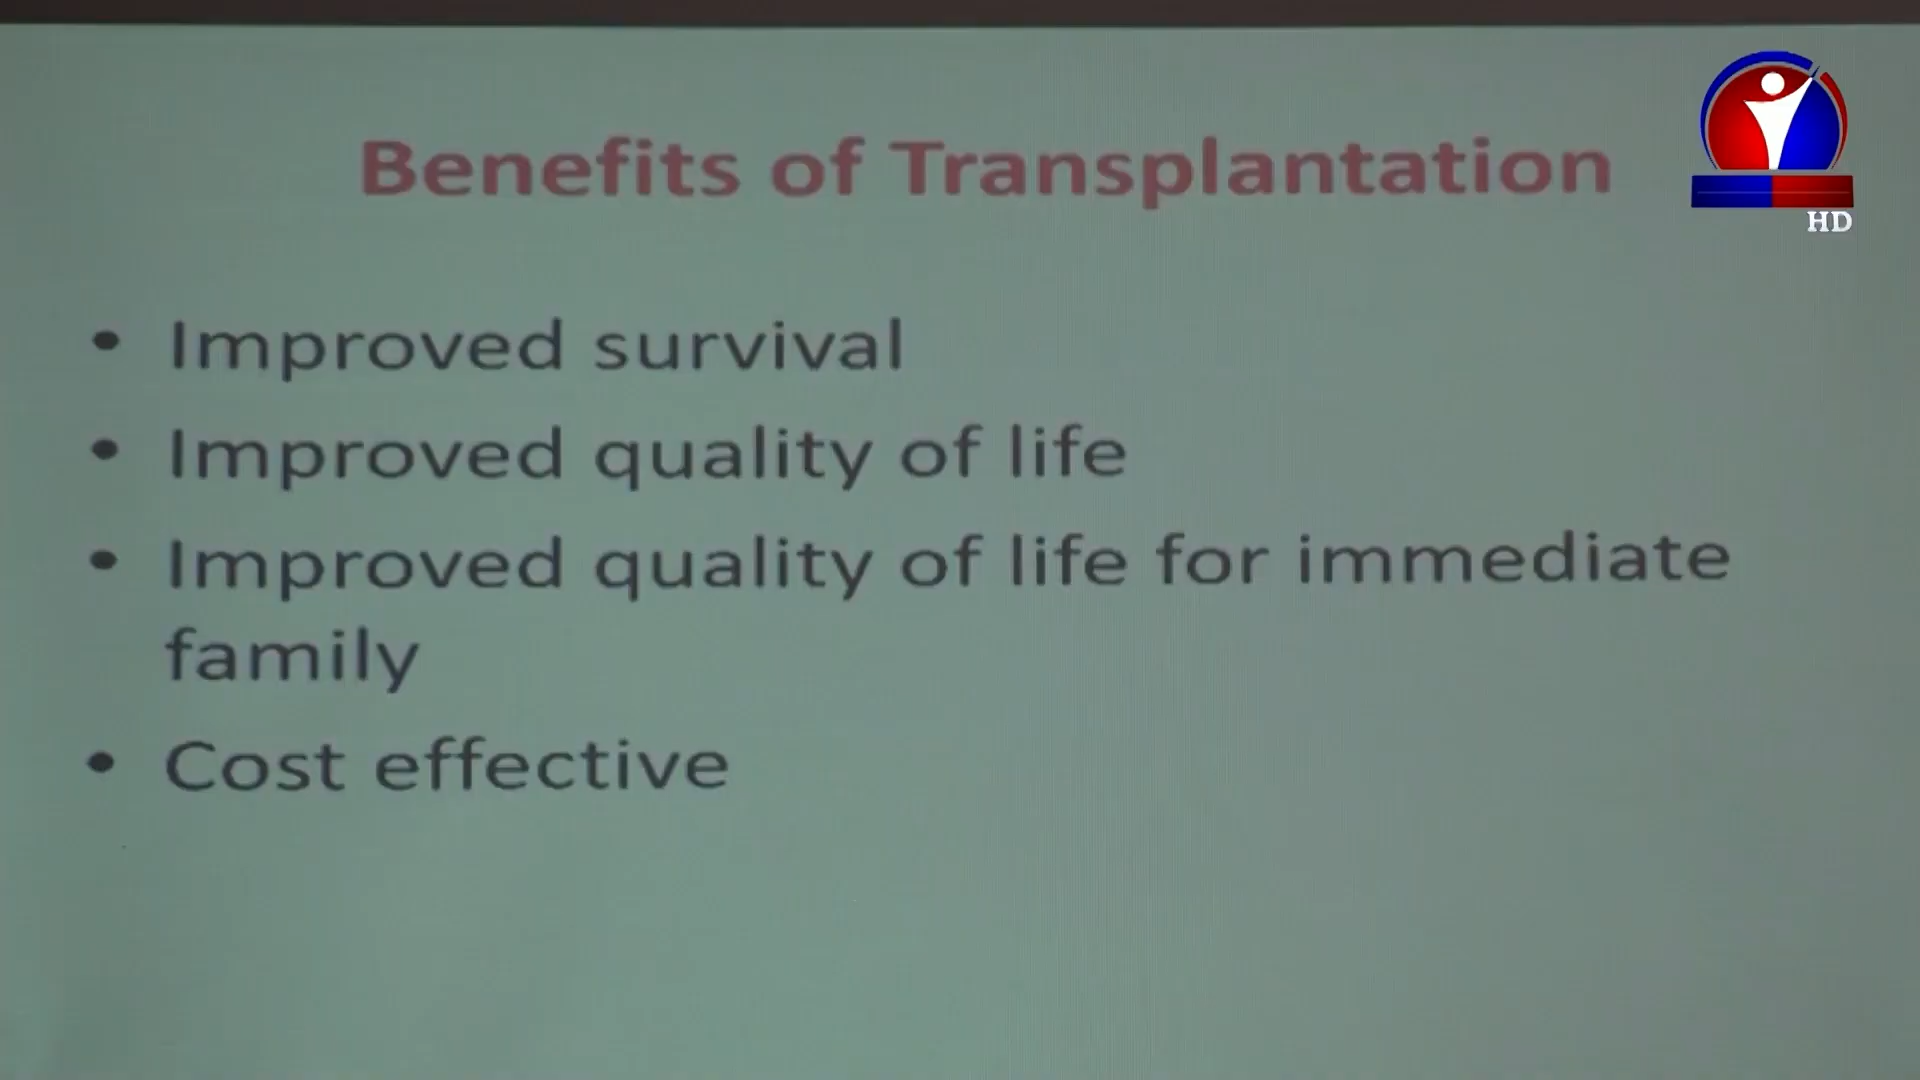 HD
Benefits of Transplantation
• Improved survival
• Improved quality of life
• Improved quality of life for immediate
family
• Cost effective